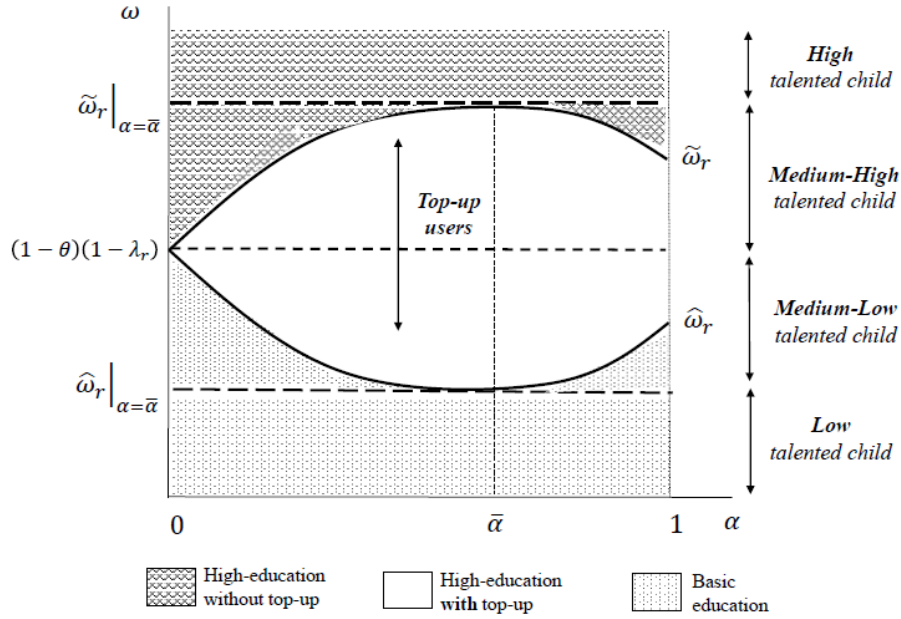 ω
High
talented child
ω̃ᵣ|α=ᾱ
ω̃ᵣ
Medium-High
talented child
Top-up
users
(1 − θ)(1 − λᵣ)
Medium-Low
talented child
ω̂ᵣ
ω̂ᵣ|α=ᾱ
Low
talented child
0
ᾱ
1
α
High-education
without top-up
High-education
with top-up
Basic
education